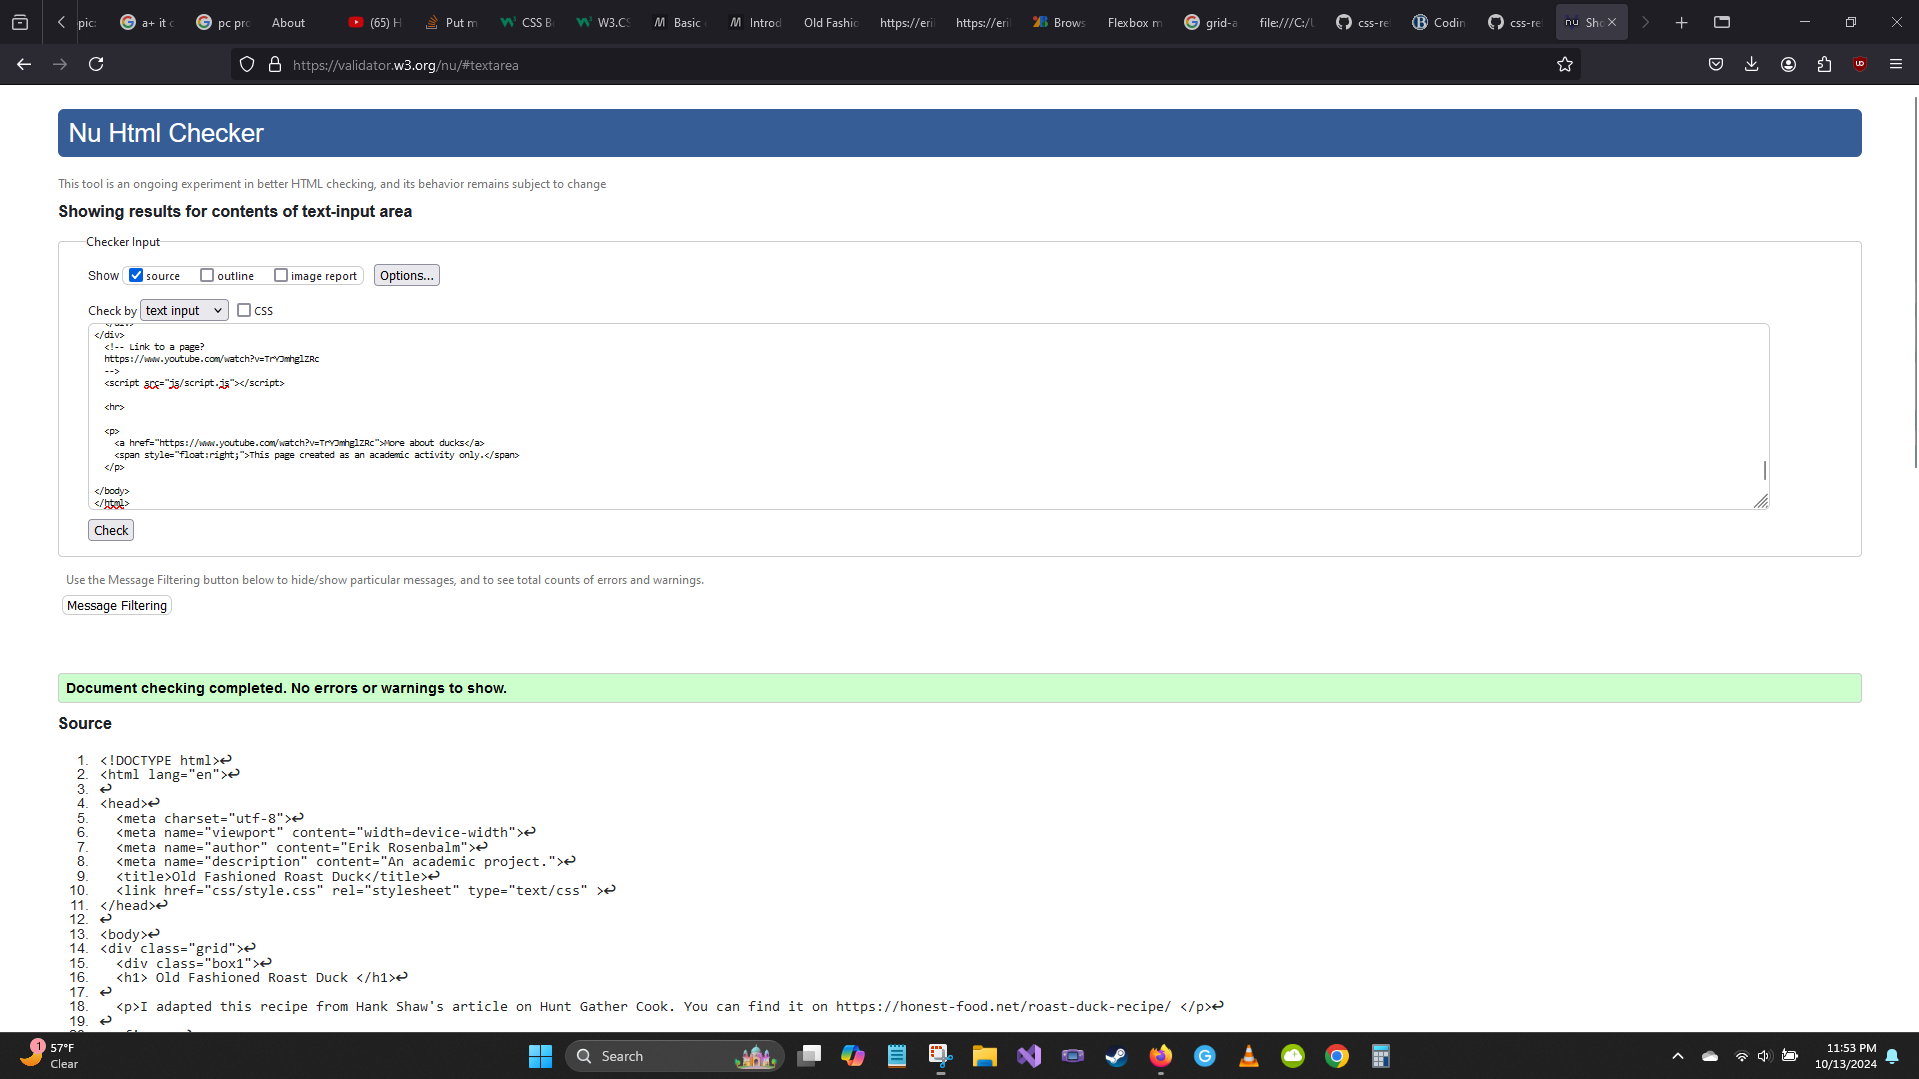 pic:
a+ it c
pc pro
About
(65) H
Put m
CSS B
W3.CS
Basic
Introd
Old Fashio
https://eri
https://eri
Brows
Flexbox m
grid-a
file:///C:/U
css-re
Codin
css-re
nu Sho
https://validator.w3.org/nu/#textarea
Nu Html Checker
This tool is an ongoing experiment in better HTML checking, and its behavior remains subject to change
Showing results for contents of text-input area
Checker Input
Show source outline image report Options...
Check by text input CSS
</div>
</div>
<!-- Link to a page?
https://www.youtube.com/watch?v=TrYJmhglZRc
-->
<script src="js/script.js"></script>
<hr>
<p>
<a href="https://www.youtube.com/watch?v=TrYJmhglZRc">More about ducks</a>
<span style="float:right;">This page created as an academic activity only.</span>
</p>
</body>
</html>
Check
Use the Message Filtering button below to hide/show particular messages, and to see total counts of errors and warnings.
Message Filtering
Document checking completed. No errors or warnings to show.
Source
1. <!DOCTYPE html>↩
2. <html lang="en">↩
3. ↩
4. <head>↩
5. <meta charset="utf-8">↩
6. <meta name="viewport" content="width=device-width">↩
7. <meta name="author" content="Erik Rosenbalm">↩
8. <meta name="description" content="An academic project.">↩
9. <title>Old Fashioned Roast Duck</title>↩
10. <link href="css/style.css" rel="stylesheet" type="text/css" >↩
11. </head>↩
12. ↩
13. <body>↩
14. <div class="grid">↩
15. <div class="box1">↩
16. <h1> Old Fashioned Roast Duck </h1>↩
17. ↩
18. <p>I adapted this recipe from Hank Shaw's article on Hunt Gather Cook. You can find it on https://honest-food.net/roast-duck-recipe/ </p>↩
19. ↩
1
57°F
Clear
Search
11:53 PM
10/13/2024